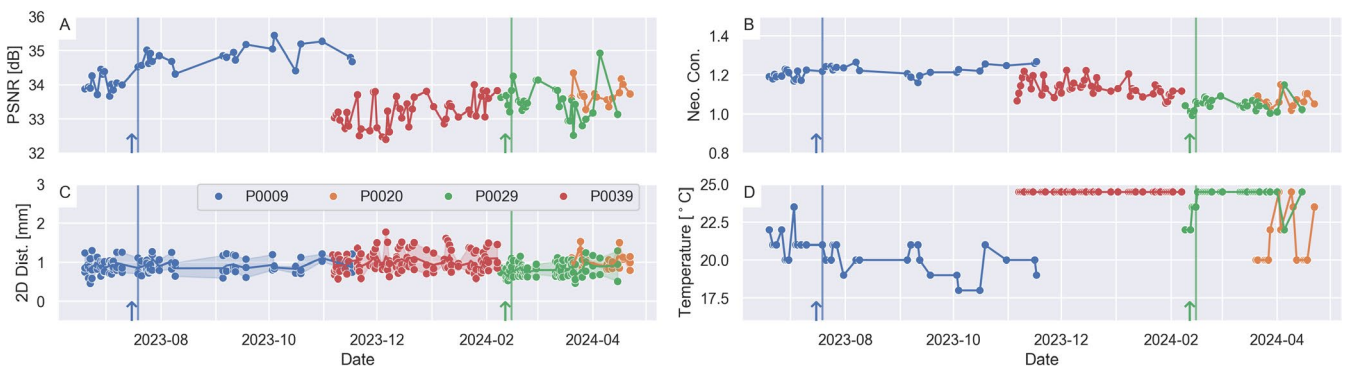 A
PSNR [dB]
36
35
34
33
32
B
Neo. Con.
1.4
1.2
1.0
0.8
C
P0009 P0020 P0029 P0039
2D Dist. [mm]
3
2
1
0
2023-08 2023-10 2023-12 2024-02 2024-04
Date
D
Temperature [°C]
25.0
22.5
20.0
17.5
2023-08 2023-10 2023-12 2024-02 2024-04
Date